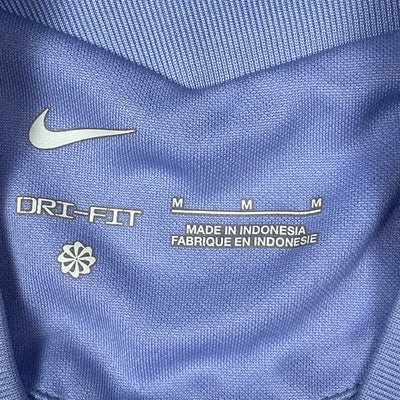 DRI-FIT
M M M
MADE IN INDONESIA
FABRIQUE EN INDONESIE